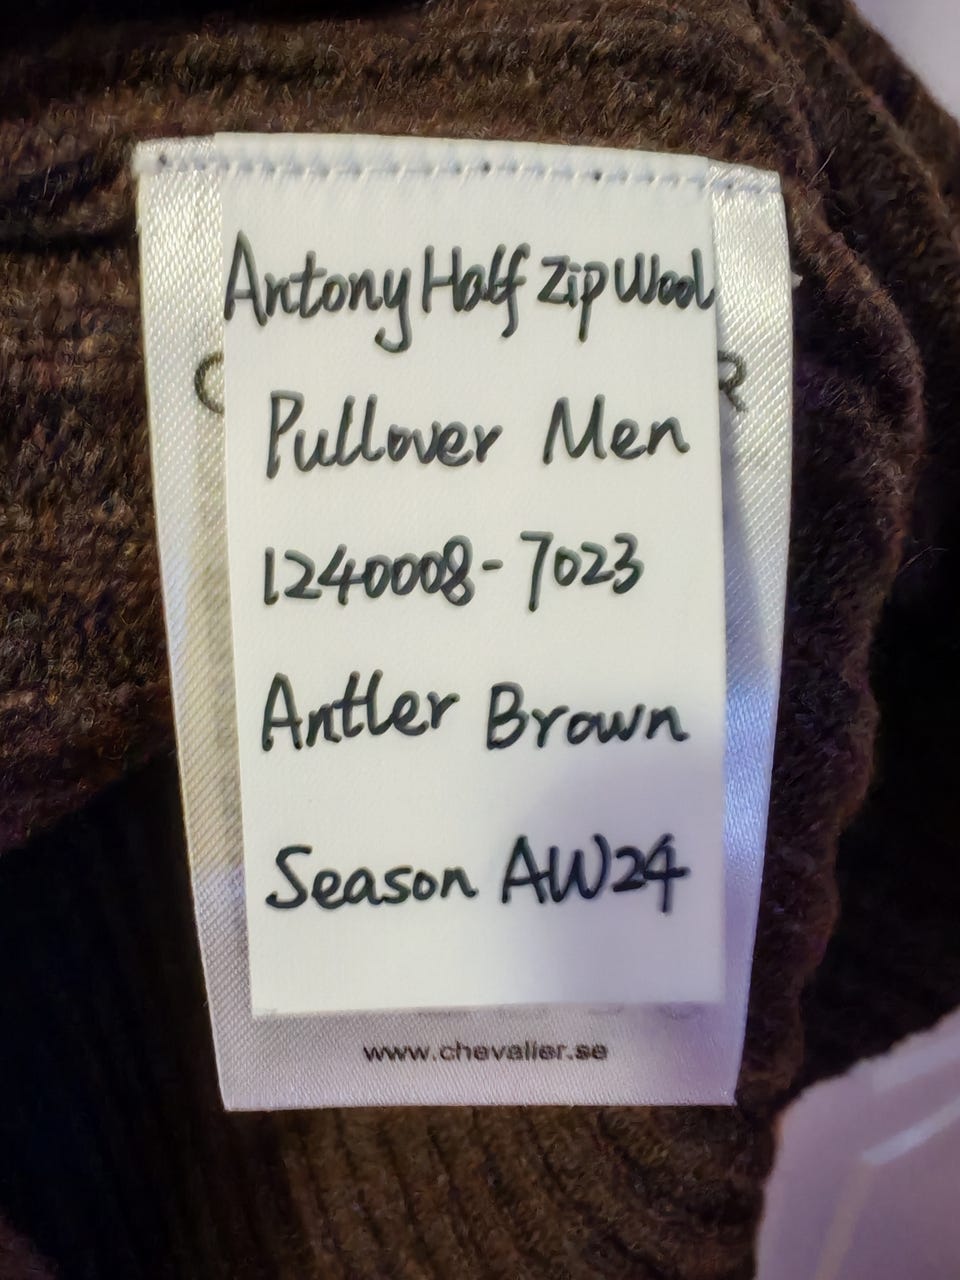 Antony Half Zip Wool
Pullover Men
1240008-7023
Antler Brown
Season AW24
www.chevalier.se